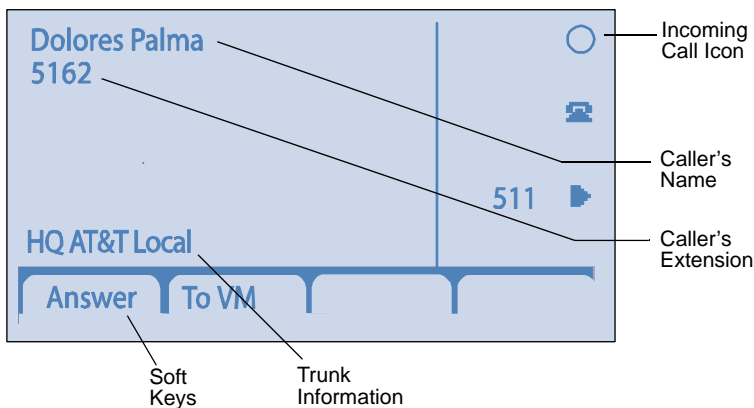 Dolores Palma
5162
511
HQ AT&T Local
Answer To VM
Incoming
Call Icon
Caller's
Name
Caller's
Extension
Soft
Keys
Trunk
Information